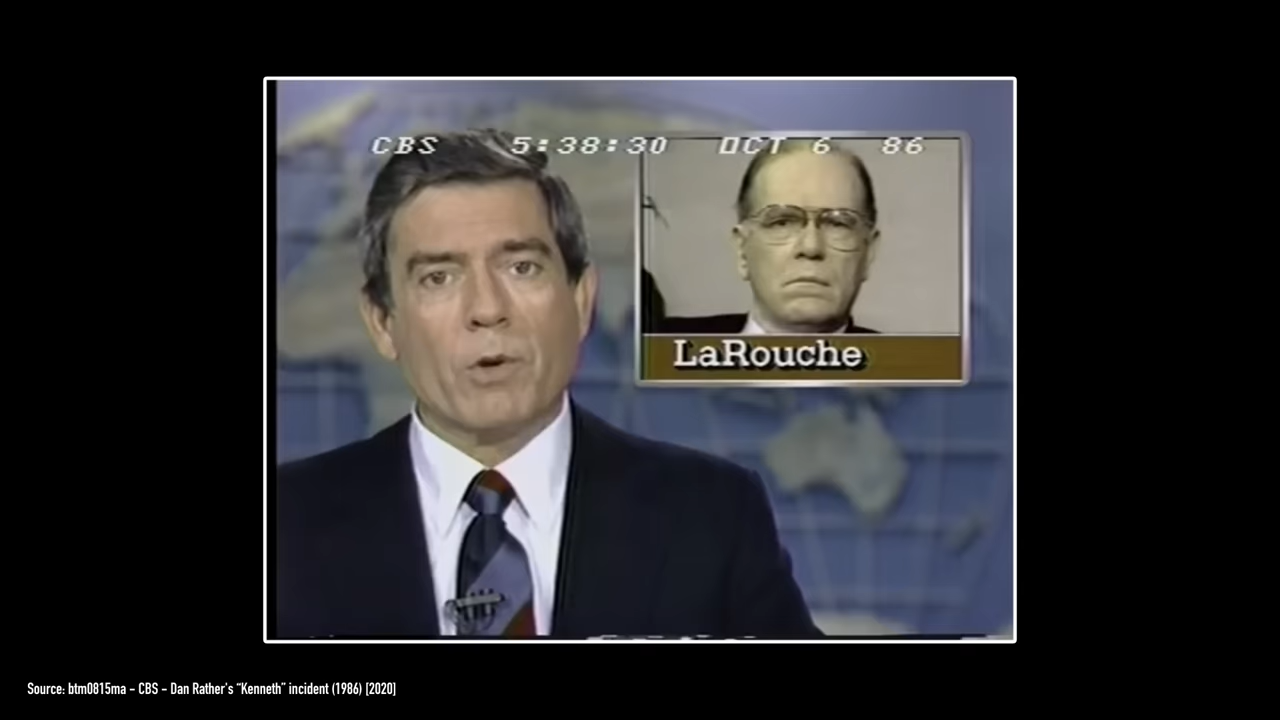 CBS 5:38:30 OCT 6 86
LaRouche
Source: btm0815ma – CBS – Dan Rather's "Kenneth" incident (1986) [2020]